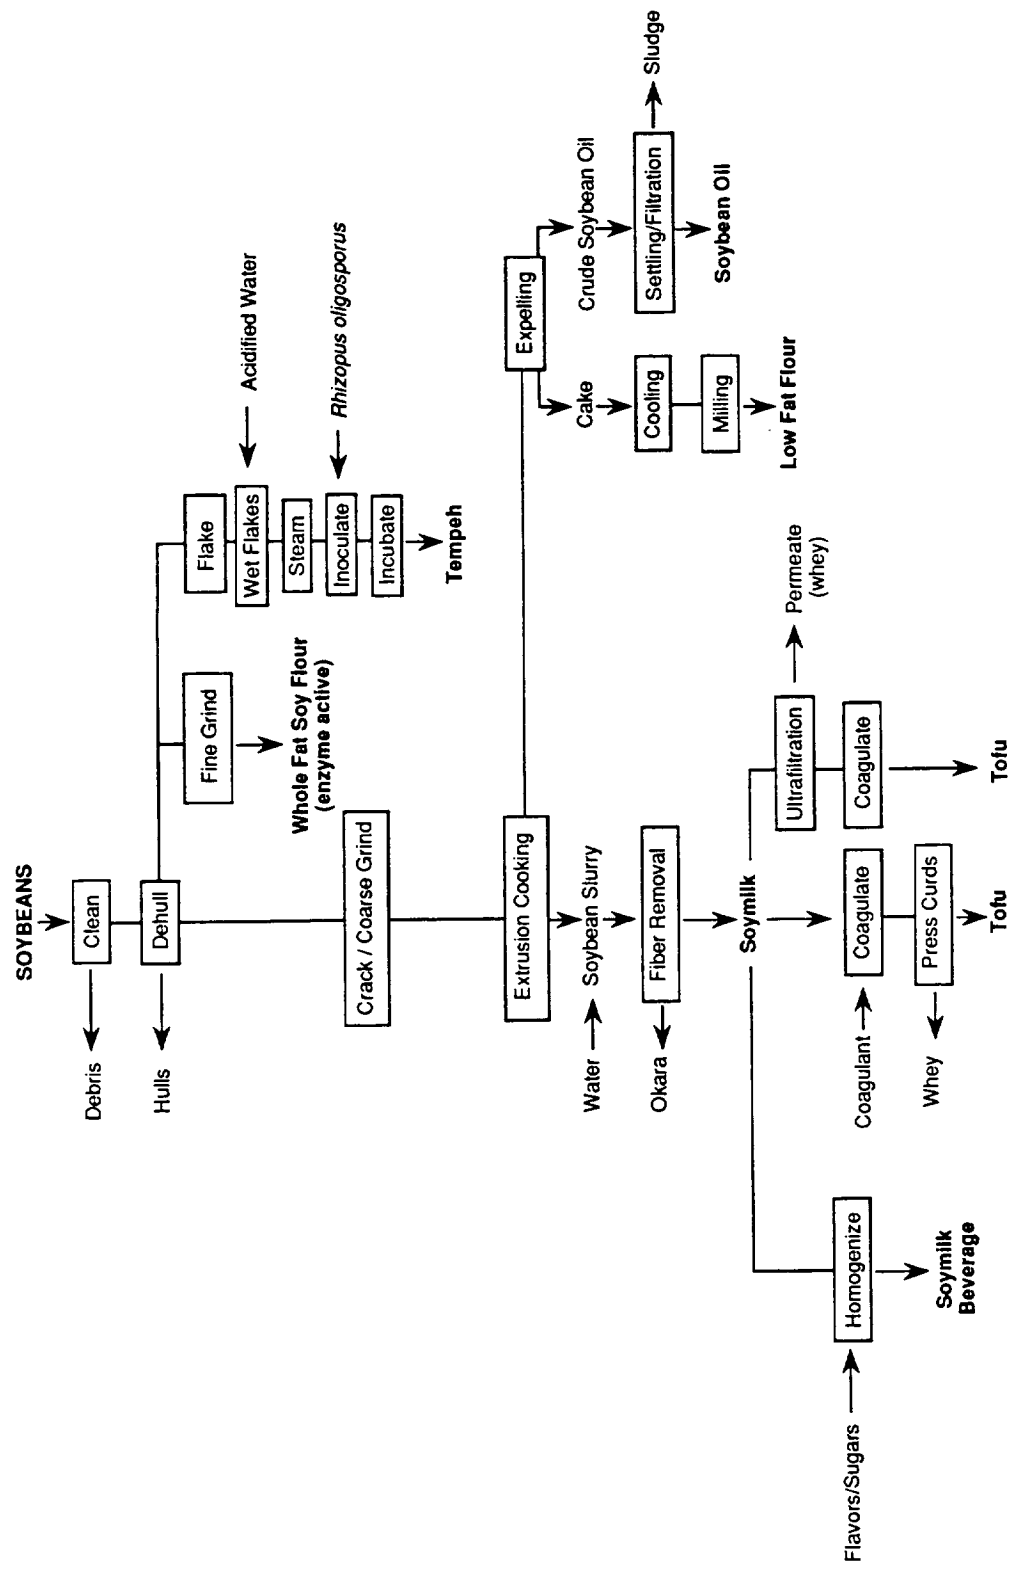 SOYBEANS
Debris
Clean
Hulls
Dehull
Flake
Acidified Water
Wet Flakes
Steam
Rhizopus oligosporus
Inoculate
Incubate
Tempeh
Fine Grind
Whole Fat Soy Flour
(enzyme active)
Crack / Coarse Grind
Extrusion Cooking
Expelling
Cake
Crude Soybean Oil
Cooling
Settling/Filtration
Sludge
Milling
Soybean Oil
Low Fat Flour
Water
Soybean Slurry
Okara
Fiber Removal
Soymilk
Ultrafiltration
Permeate
(whey)
Flavors/Sugars
Homogenize
Coagulant
Coagulate
Coagulate
Whey
Press Curds
Soymilk
Beverage
Tofu
Tofu